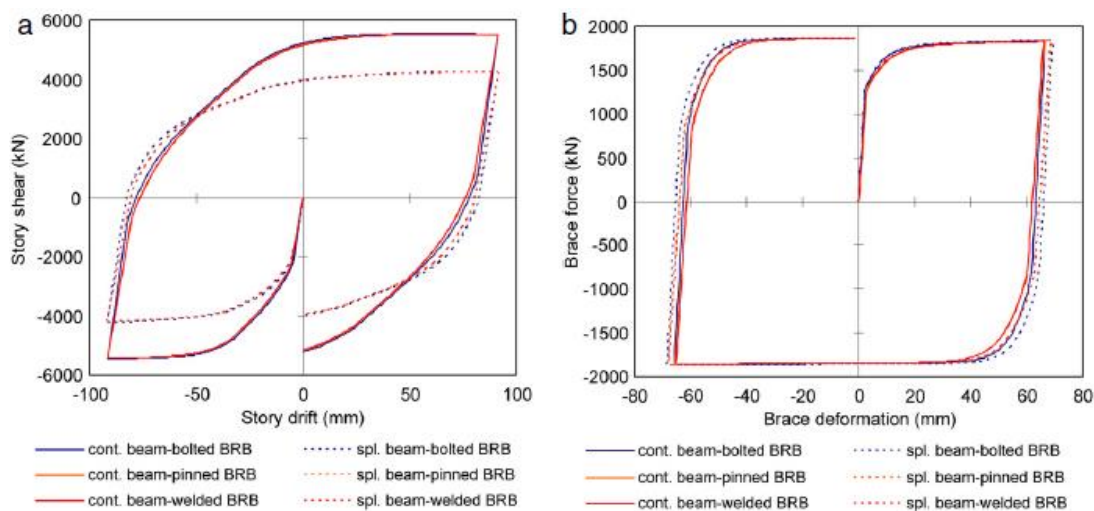 a
6000
4000
2000
0
-2000
-4000
-6000
Story shear (kN)
-100 -50 0 50 100
Story drift (mm)
cont. beam-bolted BRB spl. beam-bolted BRB
cont. beam-pinned BRB spl. beam-pinned BRB
cont. beam-welded BRB spl. beam-welded BRB
b
2000
1500
1000
500
0
-500
-1000
-1500
-2000
Brace force (kN)
-80 -60 -40 -20 0 20 40 60 80
Brace deformation (mm)
cont. beam-bolted BRB spl. beam-bolted BRB
cont. beam-pinned BRB spl. beam-pinned BRB
cont. beam-welded BRB spl. beam-welded BRB